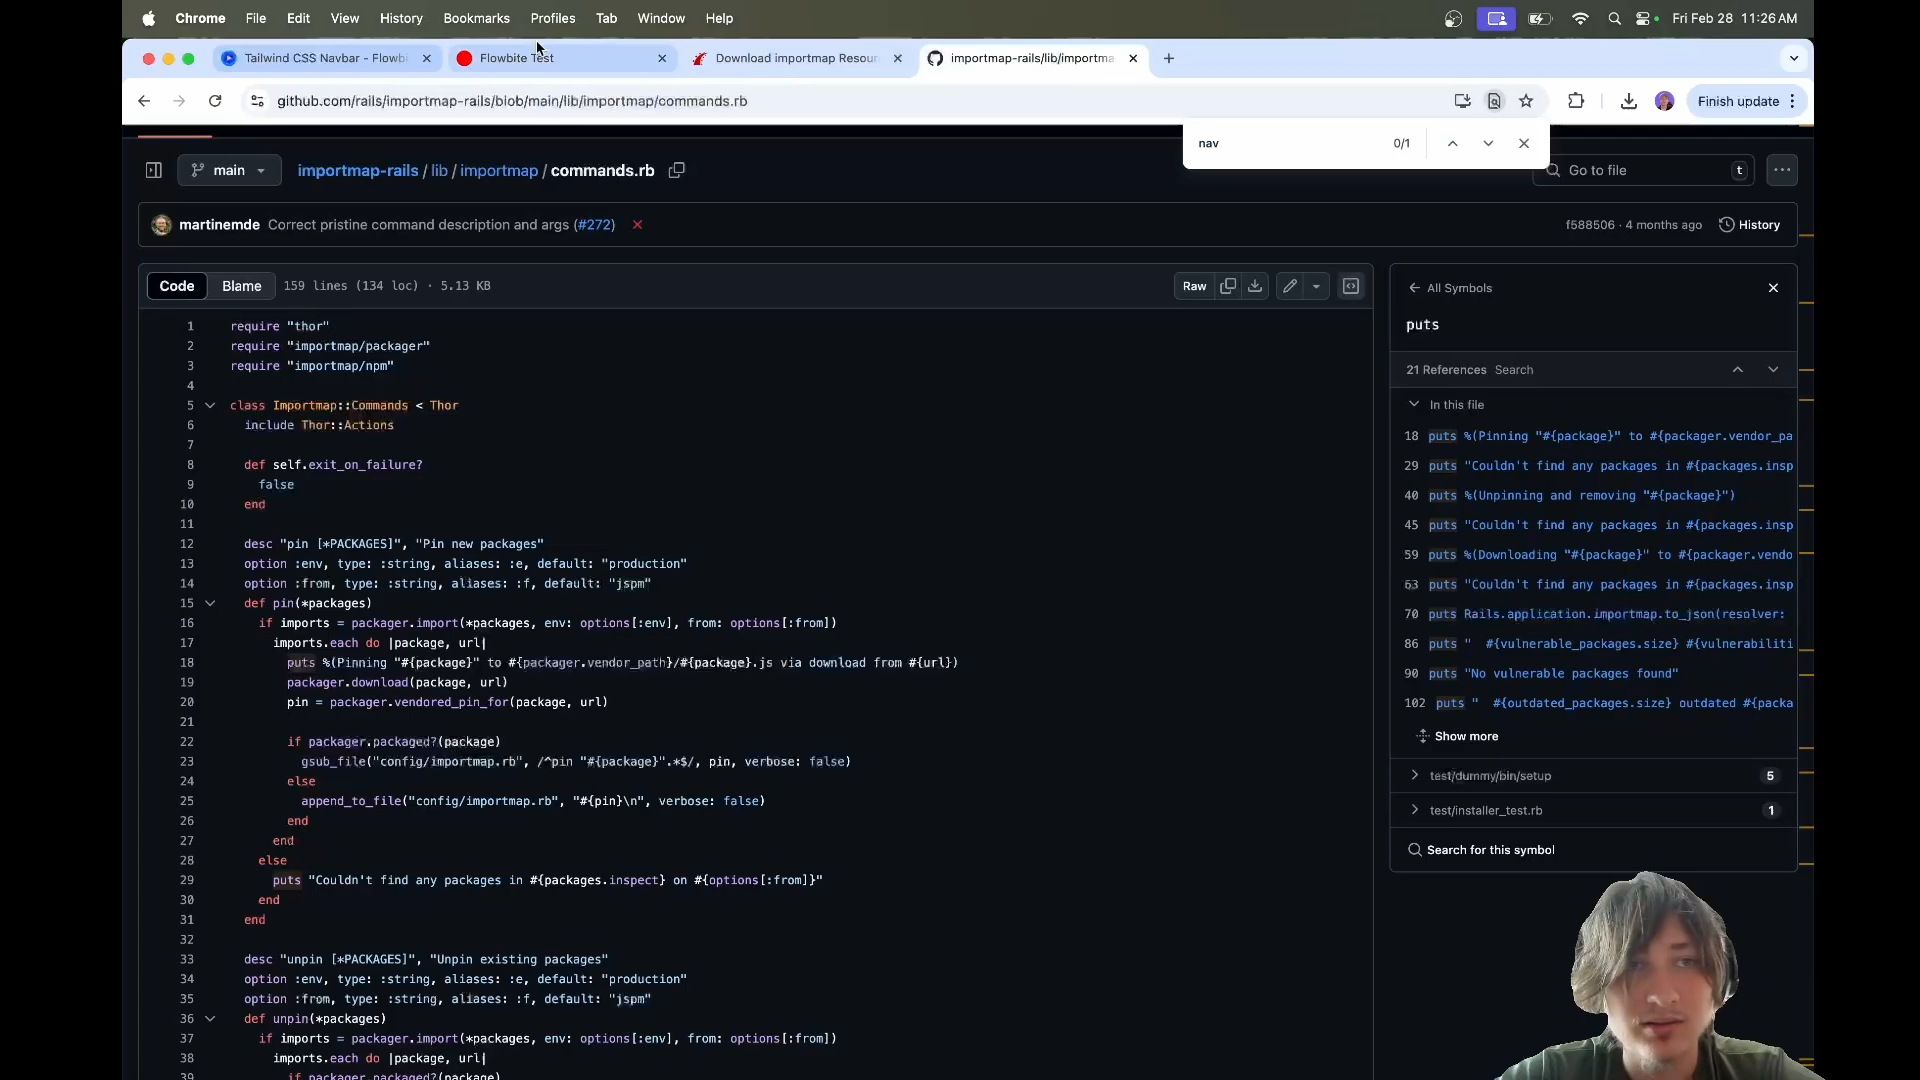 Chrome File Edit View History Bookmarks Profiles Tab Window Help Fri Feb 28 11:26 AM
Tailwind CSS Navbar - Flowbi Flowbite Test Download importmap Resour importmap-rails/lib/importma
github.com/rails/importmap-rails/blob/main/lib/importmap/commands.rb Finish update
nav 0/1
main importmap-rails / lib / importmap / commands.rb Go to file t
martinemde Correct pristine command description and args (#272) f588506 · 4 months ago History
Code Blame 159 lines (134 loc) · 5.13 KB Raw
1 require "thor"
2 require "importmap/packager"
3 require "importmap/npm"
4
5 class Importmap::Commands < Thor
6 include Thor::Actions
7
8 def self.exit_on_failure?
9 false
10 end
11
12 desc "pin [*PACKAGES]", "Pin new packages"
13 option :env, type: :string, aliases: :e, default: "production"
14 option :from, type: :string, aliases: :f, default: "jspm"
15 def pin(*packages)
16 if imports = packager.import(*packages, env: options[:env], from: options[:from])
17 imports.each do |package, url|
18 puts %(Pinning "#{package}" to #{packager.vendor_path}/#{package}.js via download from #{url})
19 packager.download(package, url)
20 pin = packager.vendored_pin_for(package, url)
21
22 if packager.packaged?(package)
23 gsub_file("config/importmap.rb", /^pin "#{package}".*$/, pin, verbose: false)
24 else
25 append_to_file("config/importmap.rb", "#{pin}\n", verbose: false)
26 end
27 end
28 else
29 puts "Couldn't find any packages in #{packages.inspect} on #{options[:from]}"
30 end
31 end
32
33 desc "unpin [*PACKAGES]", "Unpin existing packages"
34 option :env, type: :string, aliases: :e, default: "production"
35 option :from, type: :string, aliases: :f, default: "jspm"
36 def unpin(*packages)
37 if imports = packager.import(*packages, env: options[:env], from: options[:from])
38 imports.each do |package, url|
39 if packager.packaged?(package)
All Symbols
puts
21 References Search
In this file
18 puts %(Pinning "#{package}" to #{packager.vendor_pa
29 puts "Couldn't find any packages in #{packages.insp
40 puts %(Unpinning and removing "#{package}")
45 puts "Couldn't find any packages in #{packages.insp
59 puts %(Downloading "#{package}" to #{packager.vendo
63 puts "Couldn't find any packages in #{packages.insp
70 puts Rails.application.importmap.to_json(resolver:
86 puts " #{vulnerable_packages.size} #{vulnerabiliti
90 puts "No vulnerable packages found"
102 puts " #{outdated_packages.size} outdated #{packa
Show more
test/dummy/bin/setup 5
test/installer_test.rb 1
Search for this symbol